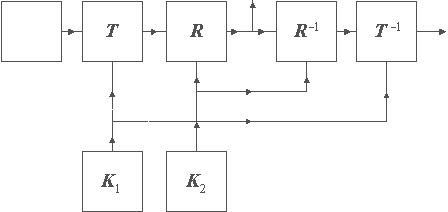 T R R⁻¹ T⁻¹
K₁ K₂